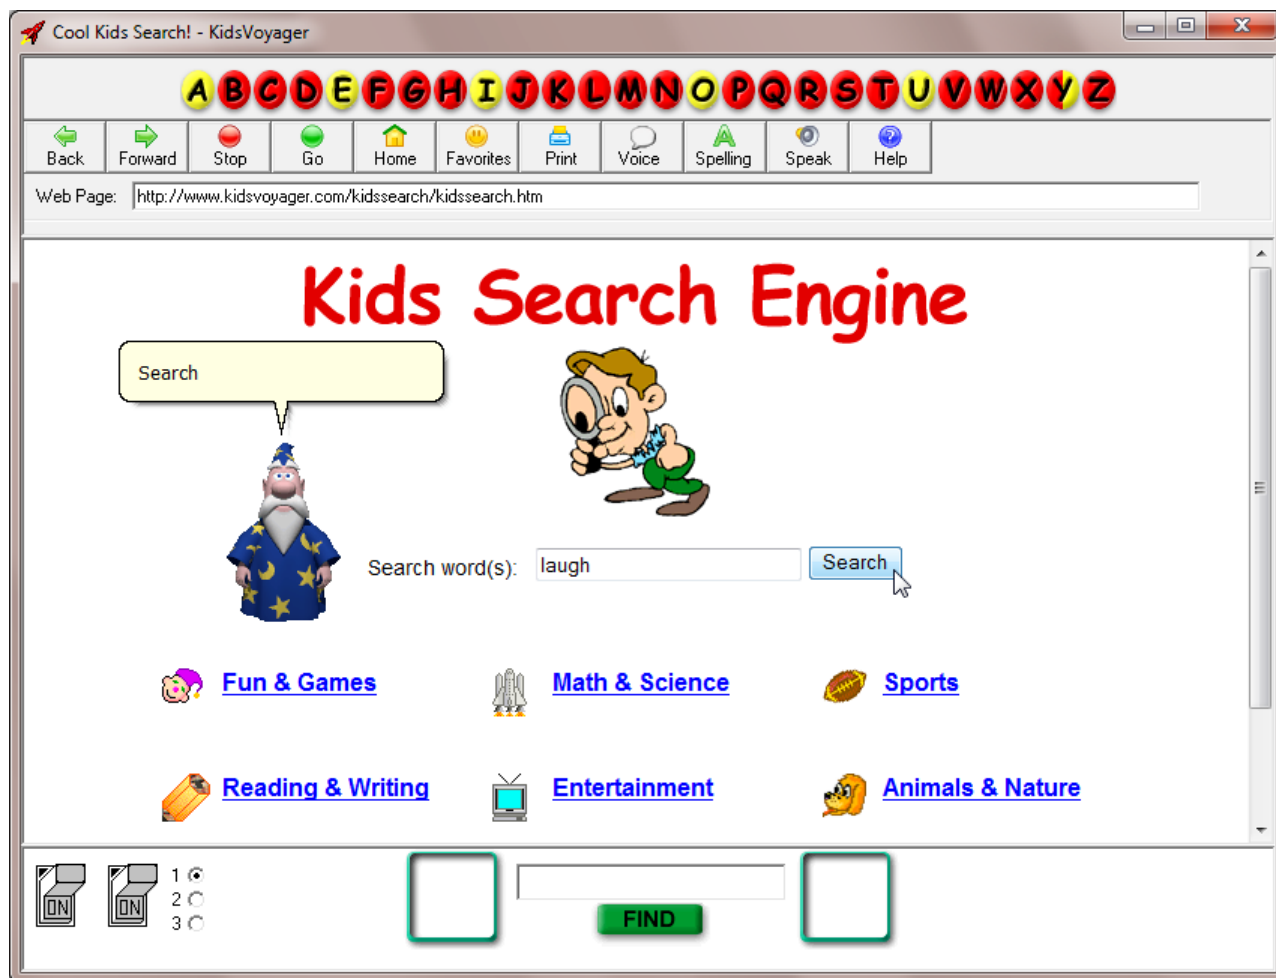 Cool Kids Search! - KidsVoyager
A B C D E F G H I J K L M N O P Q R S T U V W X Y Z
Back Forward Stop Go Home Favorites Print Voice Spelling Speak Help
Web Page: http://www.kidsvoyager.com/kidssearch/kidssearch.htm
Kids Search Engine
Search
Search word(s): laugh Search
Fun & Games Math & Science Sports
Reading & Writing Entertainment Animals & Nature
ON ON 1
2
3
FIND